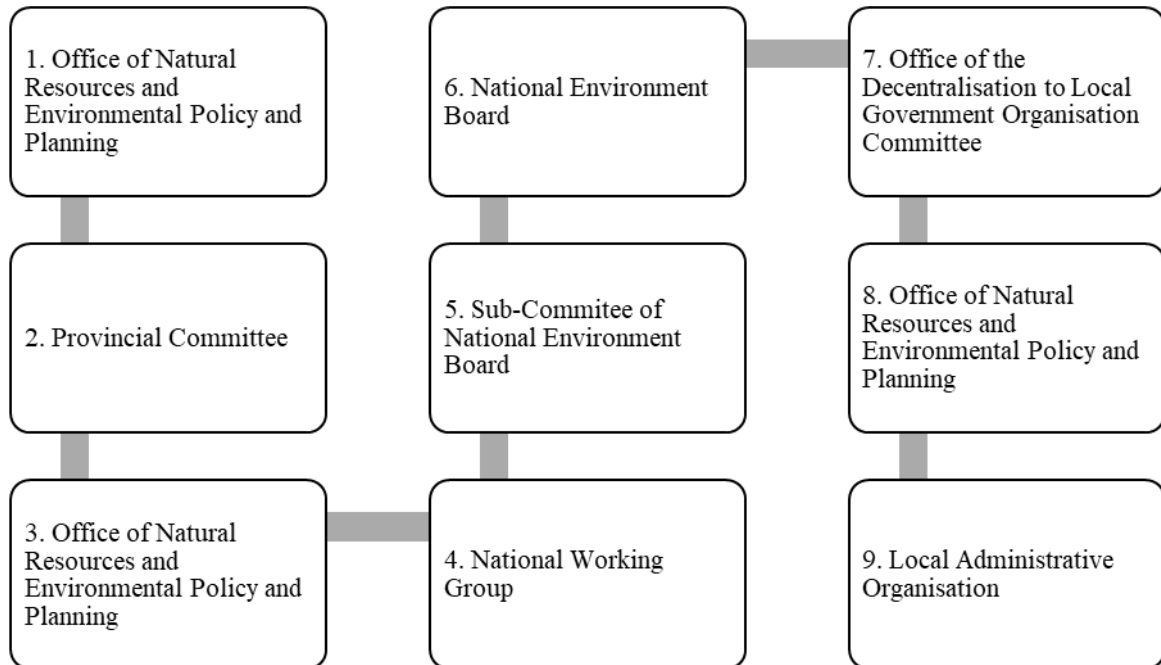 1. Office of Natural
Resources and
Environmental Policy and
Planning
2. Provincial Committee
3. Office of Natural
Resources and
Environmental Policy and
Planning
4. National Working
Group
5. Sub-Commitee of
National Environment
Board
6. National Environment
Board
7. Office of the
Decentralisation to Local
Government Organisation
Committee
8. Office of Natural
Resources and
Environmental Policy and
Planning
9. Local Administrative
Organisation